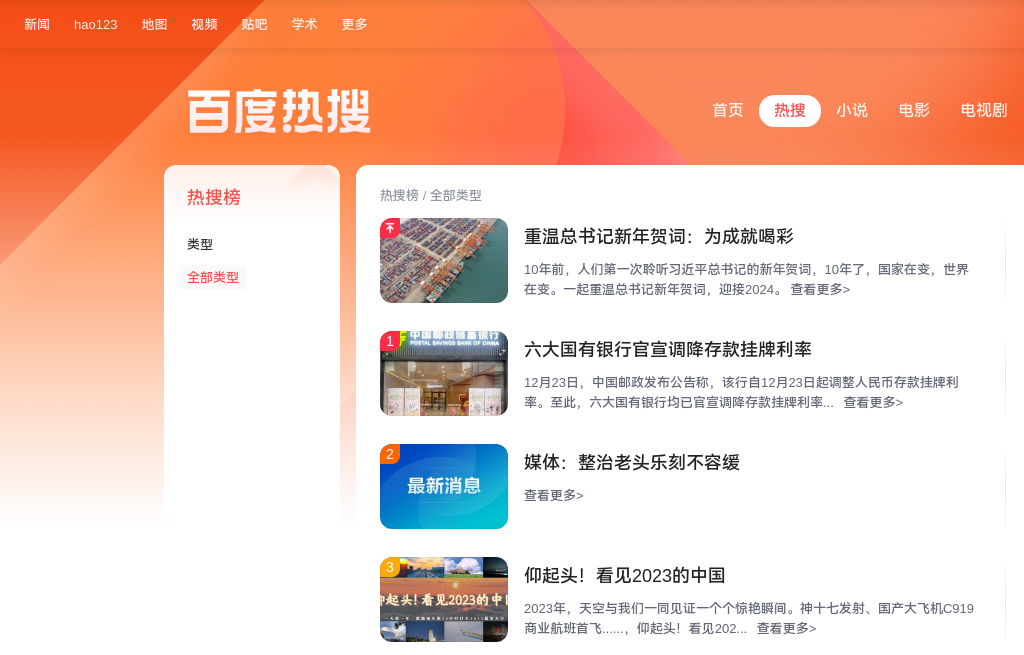 新闻 hao123 地图 视频 贴吧 学术 更多
百度热搜
首页 热搜 小说 电影 电视剧
热搜榜
类型
全部类型
热搜榜 / 全部类型
重温总书记新年贺词：为成就喝彩
10年前，人们第一次聆听习近平总书记的新年贺词，10年了，国家在变，世界
在变。一起重温总书记新年贺词，迎接2024。 查看更多>
1
中国邮政储蓄银行
POSTAL SAVINGS BANK OF CHINA
六大国有银行官宣调降存款挂牌利率
12月23日，中国邮政发布公告称，该行自12月23日起调整人民币存款挂牌利
率。至此，六大国有银行均已官宣调降存款挂牌利率... 查看更多>
2
最新消息
媒体：整治老头乐刻不容缓
查看更多>
3
仰起头! 看见2023的中国
仰起头！看见2023的中国
2023年，天空与我们一同见证一个个惊艳瞬间。神十七发射、国产大飞机C919
商业航班首飞......，仰起头！看见202... 查看更多>